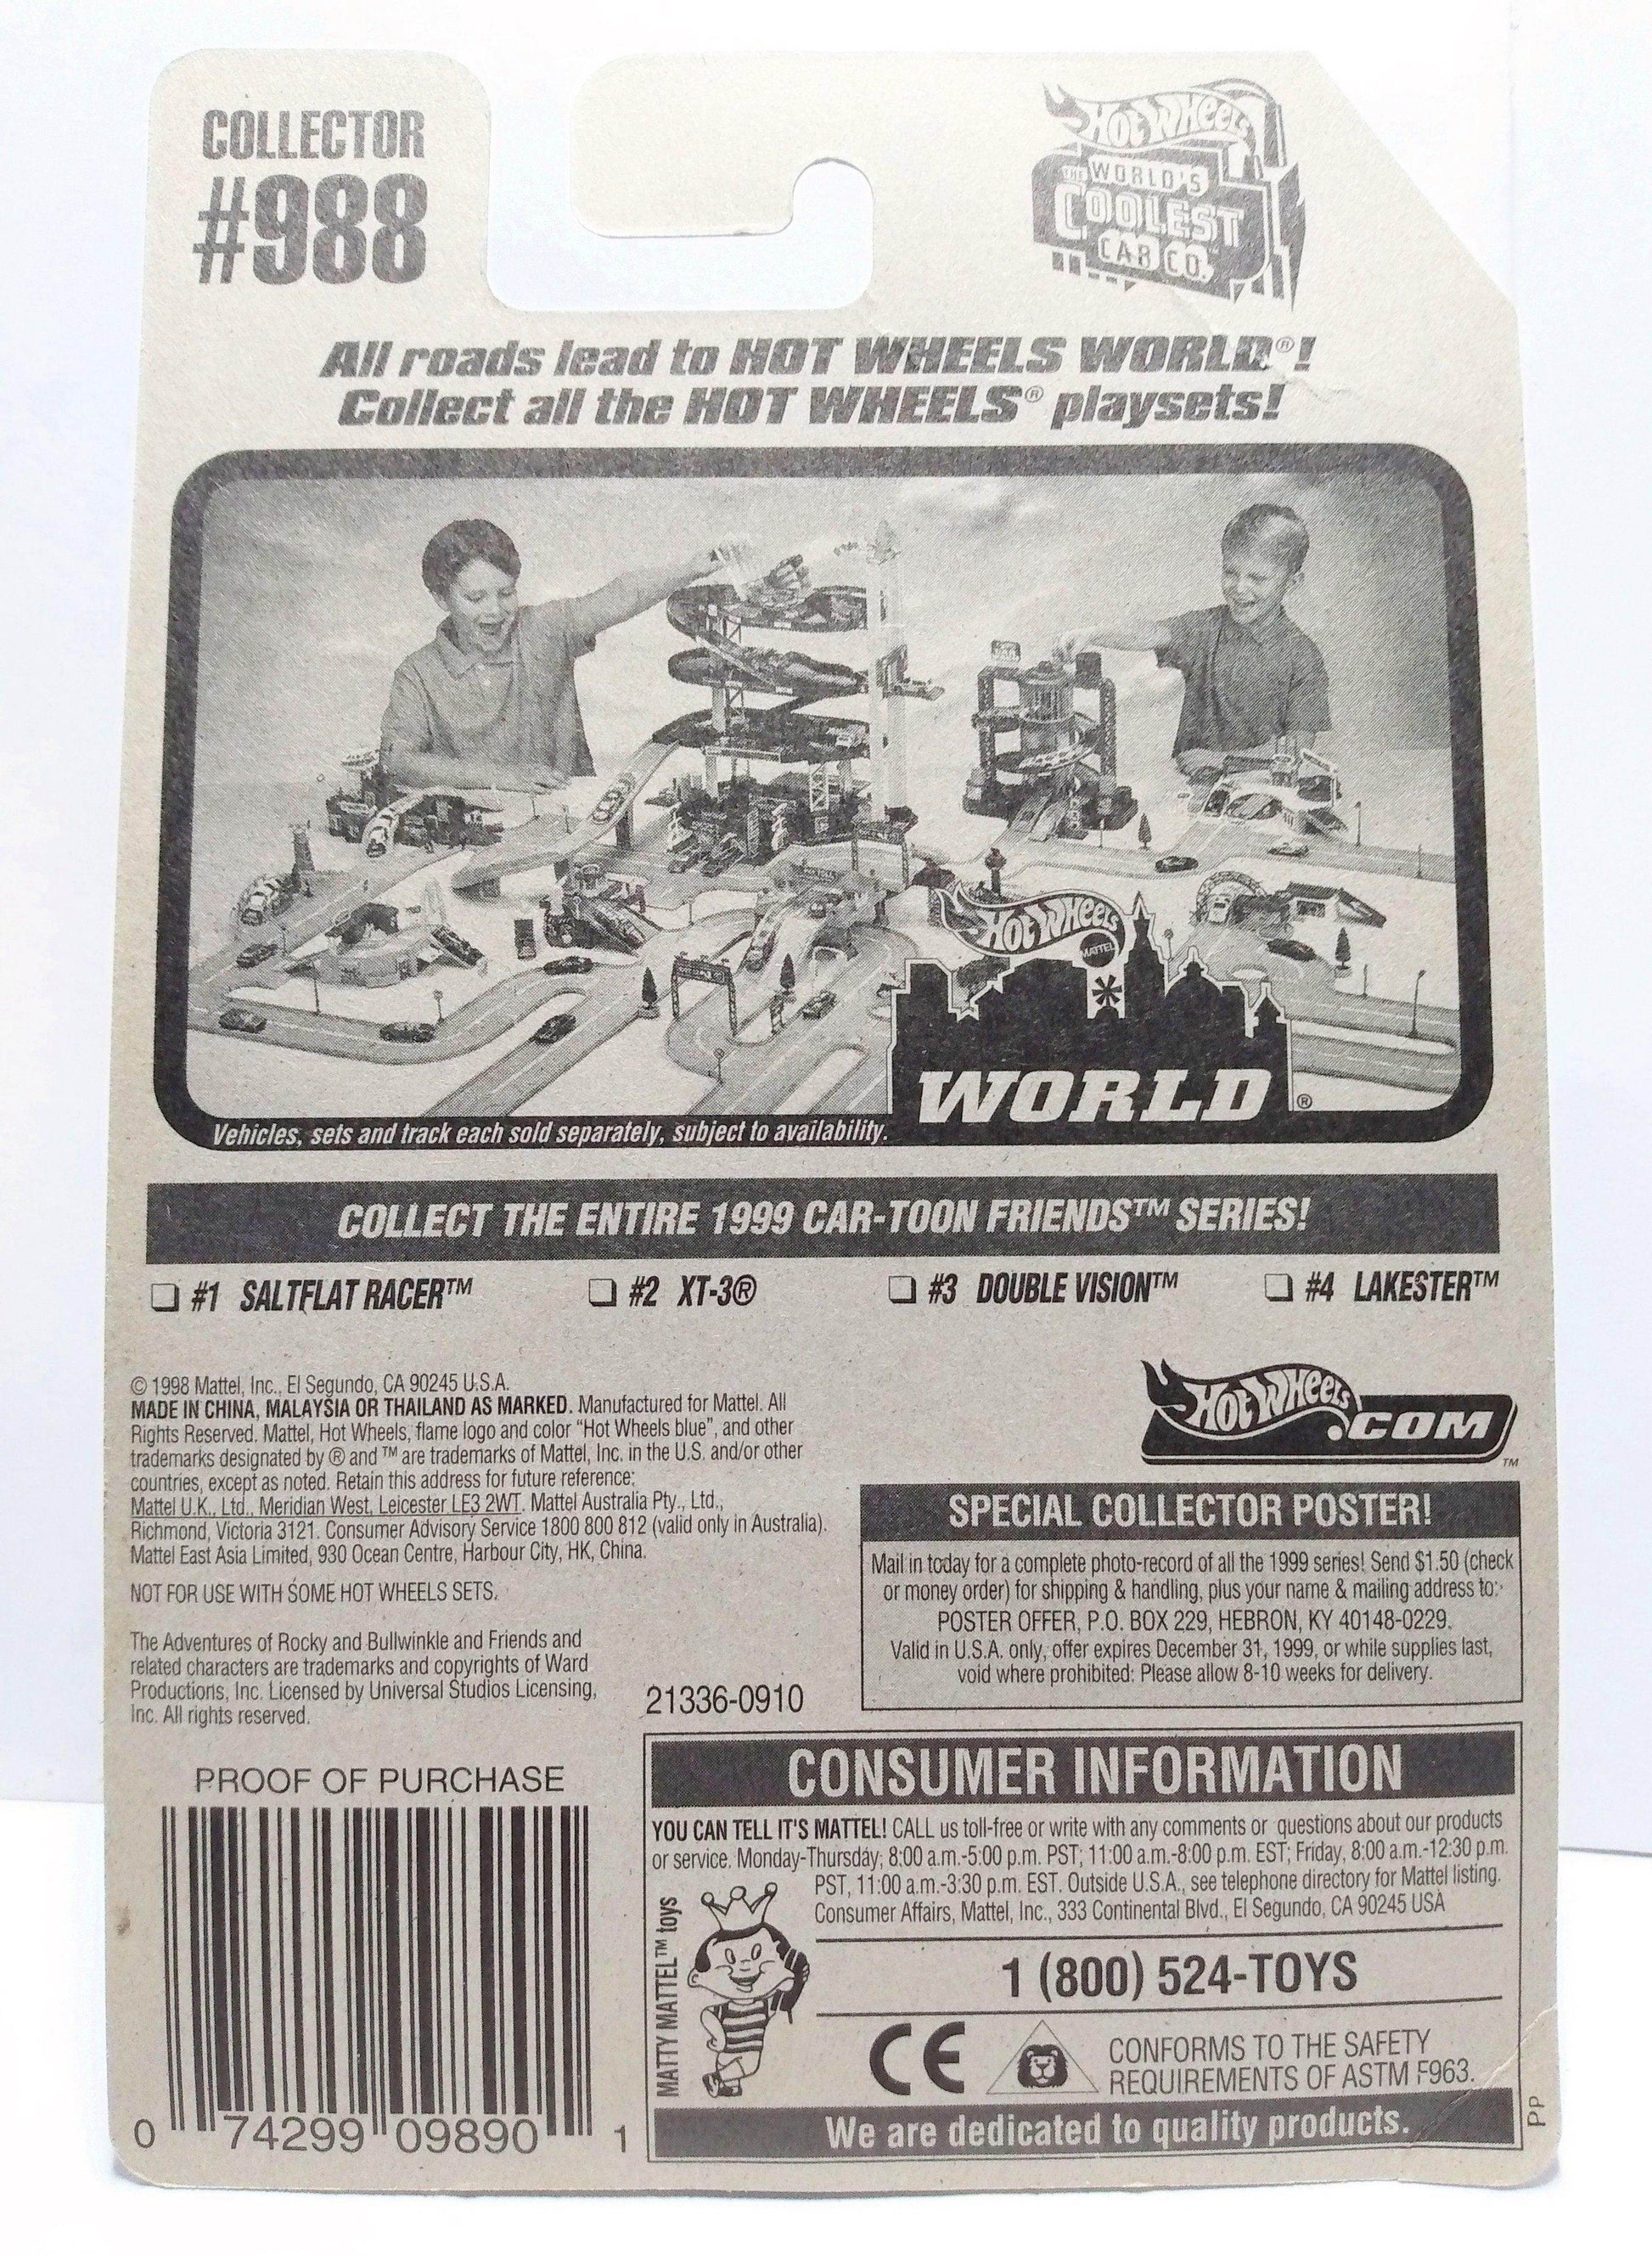 COLLECTOR
#988
HOT WHEELS
THE WORLD'S
COOLEST
CAR CO.
All roads lead to HOT WHEELS WORLD®!
Collect all the HOT WHEELS® playsets!
HOT WHEELS
MATTEL
WORLD®
Vehicles, sets and track each sold separately, subject to availability.
COLLECT THE ENTIRE 1999 CAR-TOON FRIENDS™ SERIES!
#1 SALTFLAT RACER™ #2 XT-3® #3 DOUBLE VISION™ #4 LAKESTER™
© 1998 Mattel, Inc., El Segundo, CA 90245 U.S.A.
MADE IN CHINA, MALAYSIA OR THAILAND AS MARKED. Manufactured for Mattel. All
Rights Reserved. Mattel, Hot Wheels, flame logo and color “Hot Wheels blue”, and other
trademarks designated by ® and ™ are trademarks of Mattel, Inc. in the U.S. and/or other
countries, except as noted. Retain this address for future reference:
Mattel U.K., Ltd., Meridian West, Leicester LE3 2WT. Mattel Australia Pty., Ltd.,
Richmond, Victoria 3121. Consumer Advisory Service 1800 800 812 (valid only in Australia).
Mattel East Asia Limited, 930 Ocean Centre, Harbour City, HK, China.
NOT FOR USE WITH SOME HOT WHEELS SETS.
The Adventures of Rocky and Bullwinkle and Friends and
related characters are trademarks and copyrights of Ward
Productions, Inc. Licensed by Universal Studios Licensing,
Inc. All rights reserved.
21336-0910
HOT WHEELS
.COM™
SPECIAL COLLECTOR POSTER!
Mail in today for a complete photo-record of all the 1999 series! Send $1.50 (check
or money order) for shipping & handling, plus your name & mailing address to:
POSTER OFFER, P.O. BOX 229, HEBRON, KY 40148-0229.
Valid in U.S.A. only, offer expires December 31, 1999, or while supplies last,
void where prohibited. Please allow 8-10 weeks for delivery.
PROOF OF PURCHASE
0 74299 09890 1
CONSUMER INFORMATION
YOU CAN TELL IT'S MATTEL! CALL us toll-free or write with any comments or questions about our products
or service. Monday-Thursday, 8:00 a.m.-5:00 p.m. PST; 11:00 a.m.-8:00 p.m. EST; Friday, 8:00 a.m.-12:30 p.m.
PST, 11:00 a.m.-3:30 p.m. EST. Outside U.S.A., see telephone directory for Mattel listing.
Consumer Affairs, Mattel, Inc., 333 Continental Blvd., El Segundo, CA 90245 USA
MATTY MATTEL™ toys
1 (800) 524-TOYS
CE
CONFORMS TO THE SAFETY
REQUIREMENTS OF ASTM F963.
We are dedicated to quality products.
PP